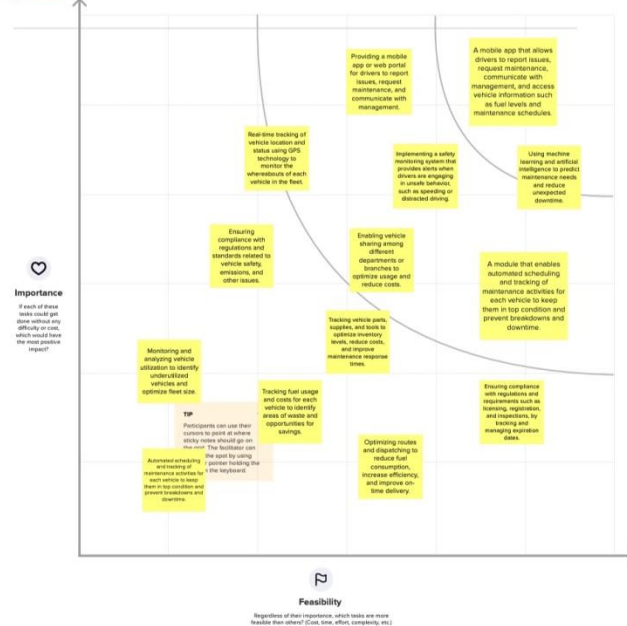 Providing a mobile
app or web portal
for drivers to report
issues, request
maintenance, and
communicate with
management.
A mobile app that allows
drivers to report issues,
request maintenance,
communicate with
management, and access
vehicle information such
as fuel levels and
maintenance schedules.
Real-time tracking of
vehicle location and
status using GPS
technology to
monitor the
whereabouts of each
vehicle in the fleet.
Implementing a safety
monitoring system that
provides alerts when
drivers are engaging
in unsafe behavior,
such as speeding or
distracted driving.
Using machine
learning and artificial
intelligence to predict
maintenance needs
and reduce
unexpected
downtime.
Ensuring
compliance with
regulations and
standards related to
vehicle safety,
emissions, and
other issues.
Enabling vehicle
sharing among
different
departments or
branches to
optimize usage and
reduce costs.
A module that enables
automated scheduling
and tracking of
maintenance activities for
each vehicle to keep
them in top condition and
prevent breakdowns and
downtime.
Importance
If each of these
tasks could get
done without any
difficulty or cost,
which would have
the most positive
impact?
Tracking vehicle parts,
supplies, and tools to
optimize inventory
levels, reduce costs,
and improve
maintenance response
times.
Monitoring and
analyzing vehicle
utilization to identify
underutilized
vehicles and
optimize fleet size.
Tracking fuel usage
and costs for each
vehicle to identify
areas of waste and
opportunities for
savings.
Ensuring compliance
with regulations and
requirements such as
licensing, registration,
and inspections, by
tracking and
managing expiration
dates.
TIP
Participants can use their
cursors to point at where
sticky notes should go on
the grid. The facilitator can
the spot by using
pointer holding the
on the keyboard.
Automated scheduling
and tracking of
maintenance activities for
each vehicle to keep
them in top condition and
prevent breakdowns and
downtime.
Optimizing routes
and dispatching to
reduce fuel
consumption,
increase efficiency,
and improve on-
time delivery.
Feasibility
Regardless of their importance, which tasks are more
feasible than others? (Cost, time, effort, complexity, etc.)